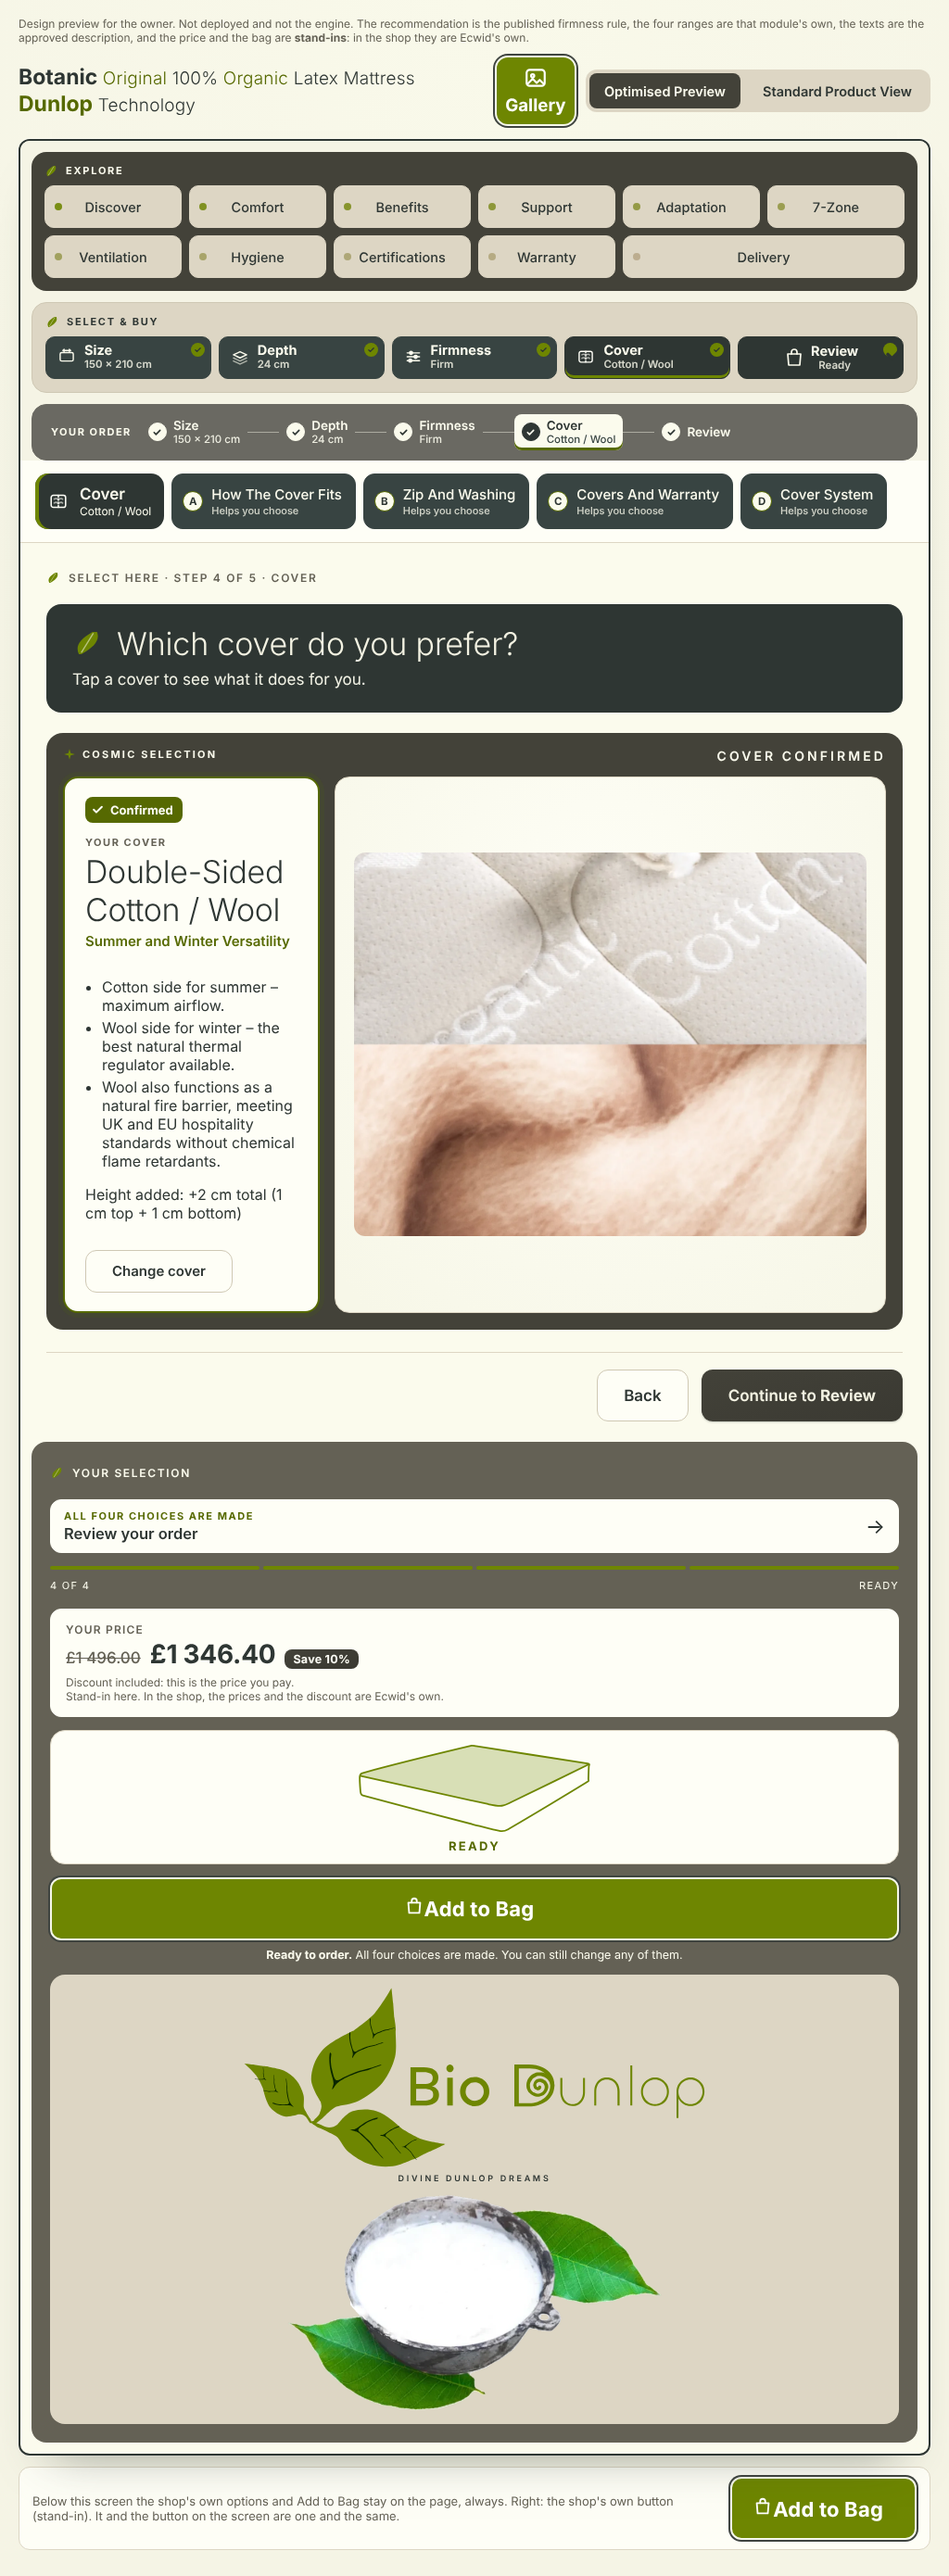 Design preview for the owner. Not deployed and not the engine. The recommendation is the published firmness rule, the four ranges are that module's own, the texts are the
approved description, and the price and the bag are stand-ins: in the shop they are Ecwid's own.
Botanic Original 100% Organic Latex Mattress
Dunlop Technology
Gallery
Optimised Preview
Standard Product View
EXPLORE
Discover
Comfort
Benefits
Support
Adaptation
7-Zone
Ventilation
Hygiene
Certifications
Warranty
Delivery
SELECT & BUY
Size
150 × 210 cm
Depth
24 cm
Firmness
Firm
Cover
Cotton / Wool
Review
Ready
YOUR ORDER
Size
150 × 210 cm
Depth
24 cm
Firmness
Firm
Cover
Cotton / Wool
Review
Cover
Cotton / Wool
A
How The Cover Fits
Helps you choose
B
Zip And Washing
Helps you choose
C
Covers And Warranty
Helps you choose
D
Cover System
Helps you choose
SELECT HERE · STEP 4 OF 5 · COVER
Which cover do you prefer?
Tap a cover to see what it does for you.
COSMIC SELECTION
COVER CONFIRMED
Confirmed
YOUR COVER
Double-Sided
Cotton / Wool
Summer and Winter Versatility
• Cotton side for summer –
maximum airflow.
• Wool side for winter – the
best natural thermal
regulator available.
• Wool also functions as a
natural fire barrier, meeting
UK and EU hospitality
standards without chemical
flame retardants.
Height added: +2 cm total (1
cm top + 1 cm bottom)
Change cover
Cotton
Back
Continue to Review
YOUR SELECTION
ALL FOUR CHOICES ARE MADE
Review your order
4 OF 4
READY
YOUR PRICE
£1 496.00 £1 346.40 Save 10%
Discount included: this is the price you pay.
Stand-in here. In the shop, the prices and the discount are Ecwid's own.
READY
Add to Bag
Ready to order. All four choices are made. You can still change any of them.
Bio Dunlop
DIVINE DUNLOP DREAMS
Below this screen the shop's own options and Add to Bag stay on the page, always. Right: the shop's own button
(stand-in). It and the button on the screen are one and the same.
Add to Bag